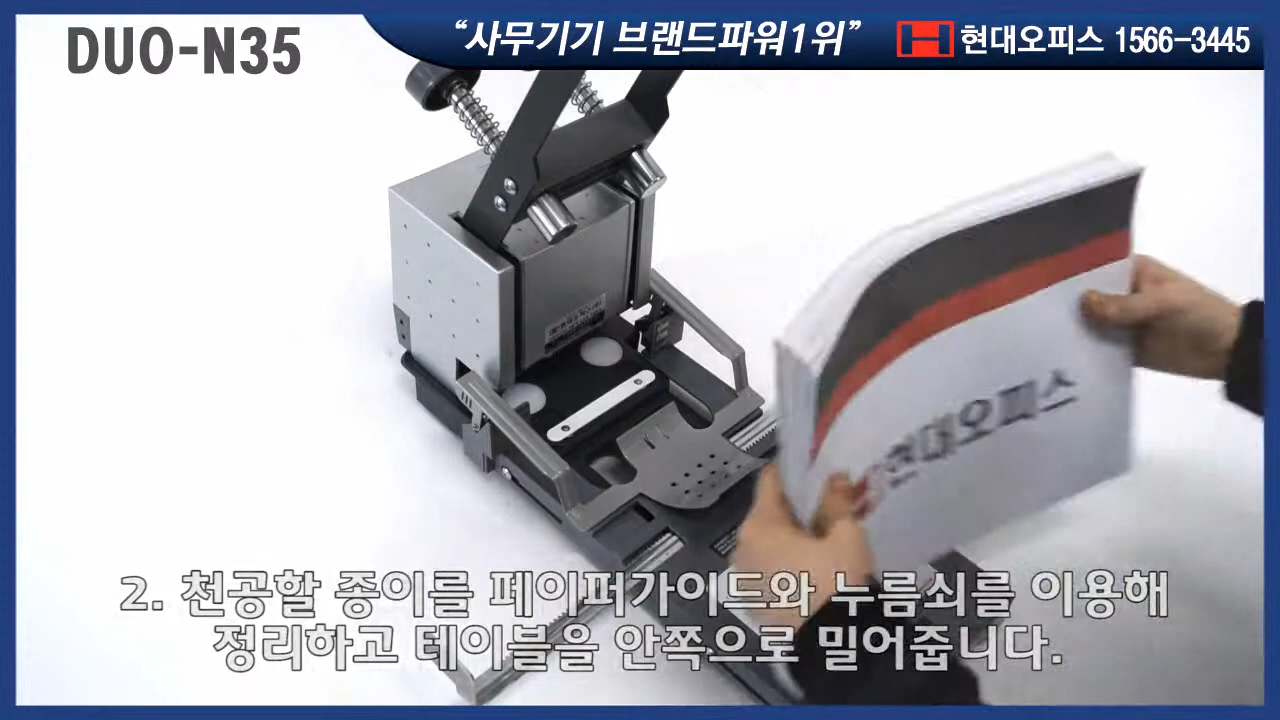 DUO-N35
“사무기기 브랜드파워1위”
현대오피스 1566-3445
현대오피스
2. 천공할 종이를 페이퍼가이드와 누름쇠를 이용해
정리하고 테이블을 안쪽으로 밀어줍니다.